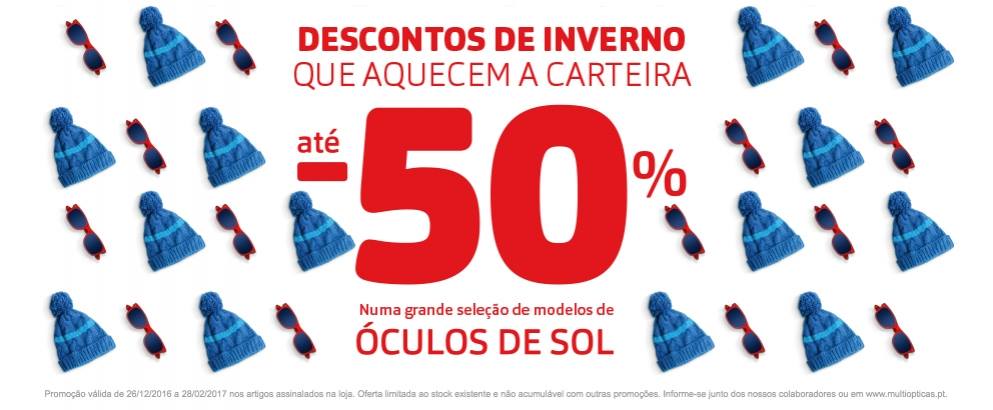 DESCONTOS DE INVERNO
QUE AQUECEM A CARTEIRA
até
-50%
Numa grande seleção de modelos de
ÓCULOS DE SOL
Promoção válida de 26/12/2016 a 28/02/2017 nos artigos assinalados na loja. Oferta limitada ao stock existente e não acumulável com outras promoções. Informe-se junto dos nossos colaboradores ou em www.multiopticas.pt.